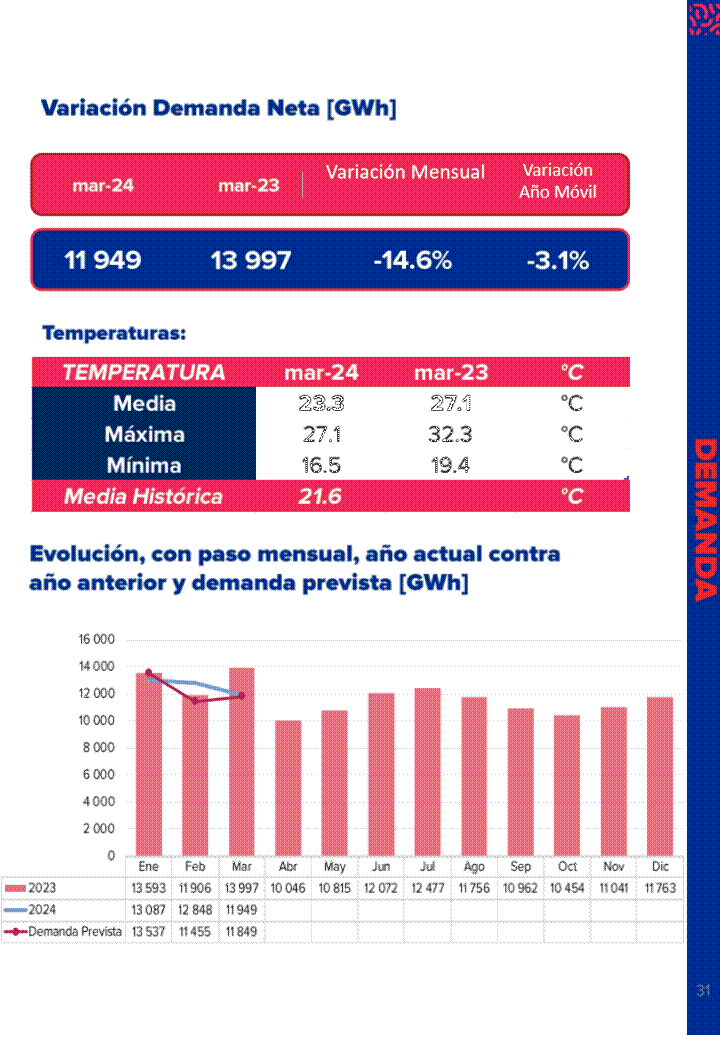 Variación Demanda Neta [GWh]
mar-24 mar-23 Variación Mensual Variación Año Móvil
11 949 13 997 -14.6% -3.1%
Temperaturas:
TEMPERATURA mar-24 mar-23 °C
Media 23.3 27.1 °C
Máxima 27.1 32.3 °C
Mínima 16.5 19.4 °C
Media Histórica 21.6 °C
Evolución, con paso mensual, año actual contra
año anterior y demanda prevista [GWh]
16 000
14 000
12 000
10 000
8 000
6 000
4 000
2 000
0
Ene Feb Mar Abr May Jun Jul Ago Sep Oct Nov Dic
2023 13 593 11 906 13 997 10 046 10 815 12 072 12 477 11 756 10 962 10 454 11 041 11 763
2024 13 087 12 848 11 949
Demanda Prevista 13 537 11 455 11 849
DEMANDA
31